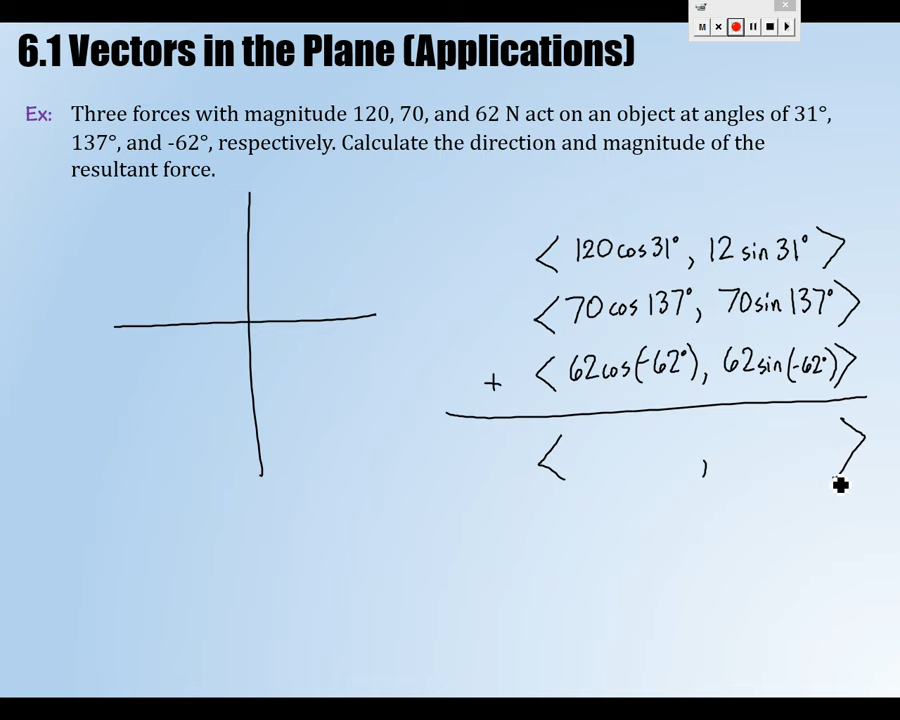 M
6.1 Vectors in the Plane (Applications)
Ex: Three forces with magnitude 120, 70, and 62 N act on an object at angles of 31°,
137°, and -62°, respectively. Calculate the direction and magnitude of the
resultant force.
< 120 cos 31° , 12 sin 31° >
< 70 cos 137° , 70 sin 137° >
+ < 62 cos(-62°) , 62 sin(-62°) >
< , >